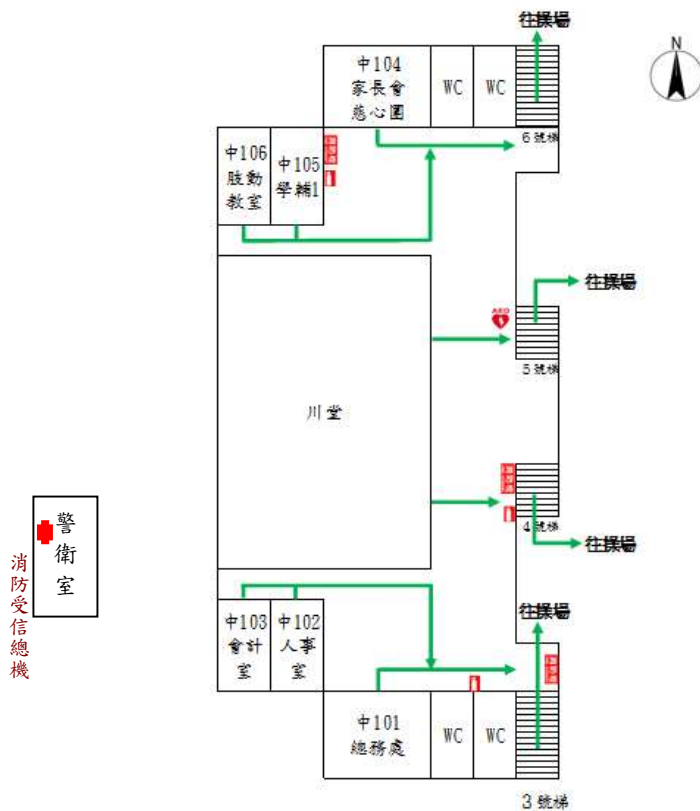 往操場
N
中104
家長會
慈心園
WC
WC
6號梯
中106
肢動
教室
中105
學輔1
往操場
AED
5號梯
川堂
4號梯
往操場
警衛室
消防受信總機
往操場
中103
會計
室
中102
人事
室
中101
總務處
WC
WC
3號梯